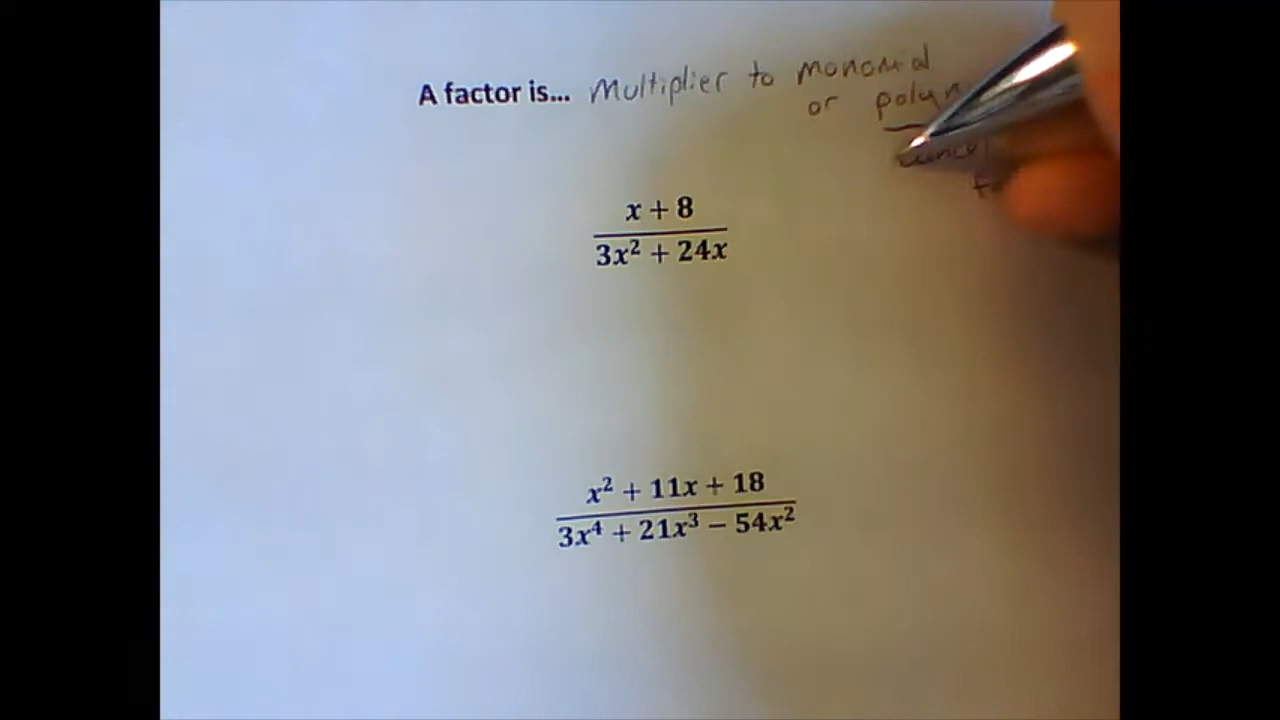 A factor is... Multiplier to monomial
or
x + 8
3x² + 24x
x² + 11x + 18
3x⁴ + 21x³ − 54x²